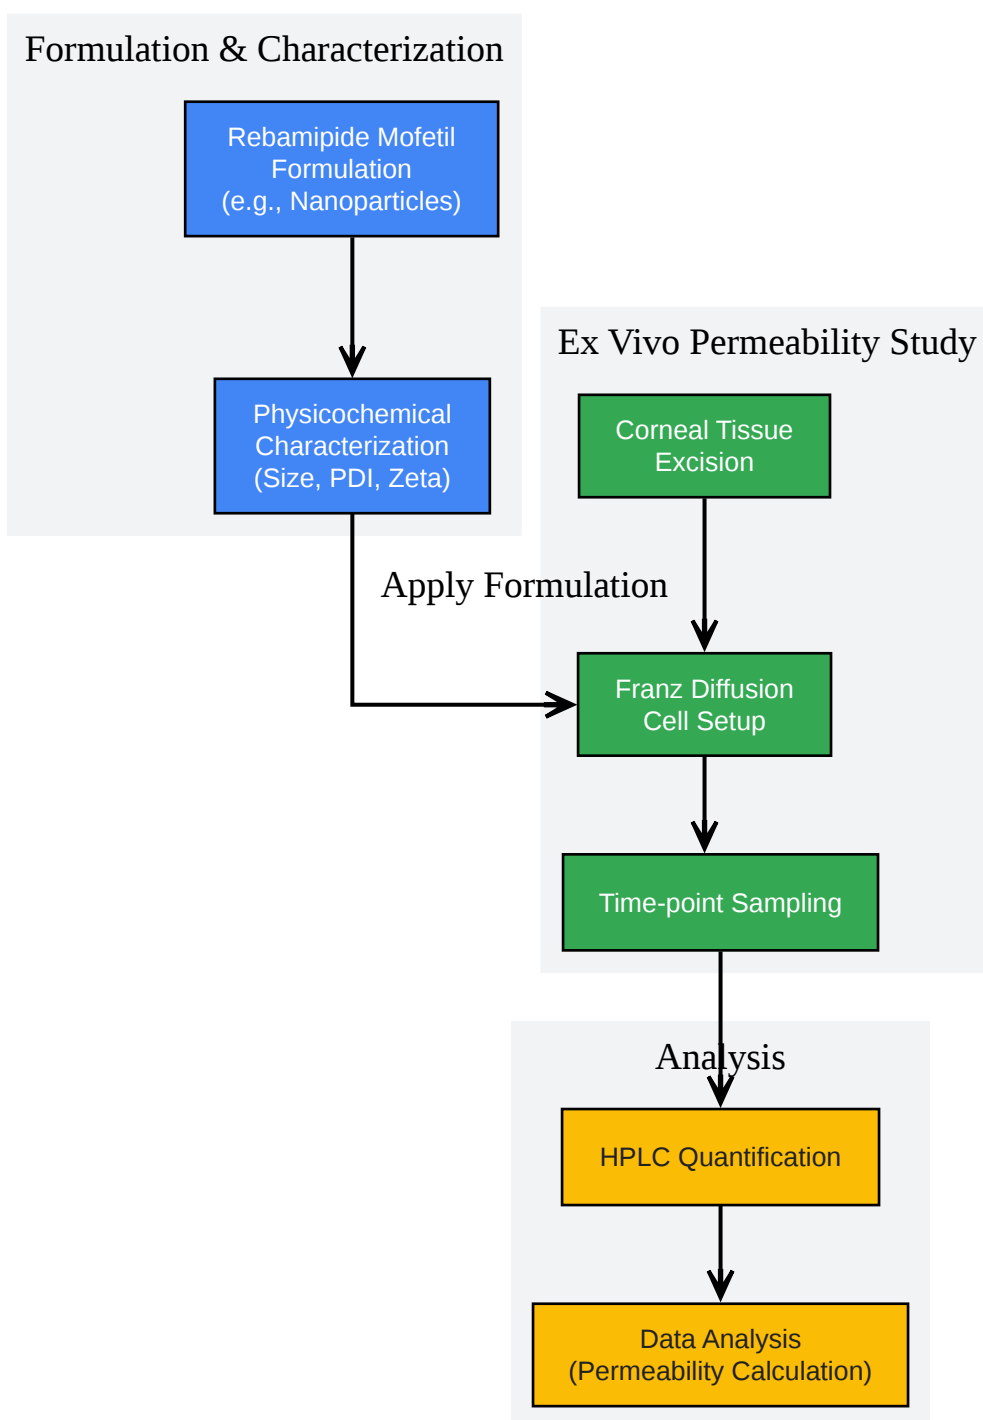 Formulation & Characterization
Rebamipide Mofetil
Formulation
(e.g., Nanoparticles)
Physicochemical
Characterization
(Size, PDI, Zeta)
Ex Vivo Permeability Study
Corneal Tissue
Excision
Apply Formulation
Franz Diffusion
Cell Setup
Time-point Sampling
Analysis
HPLC Quantification
Data Analysis
(Permeability Calculation)